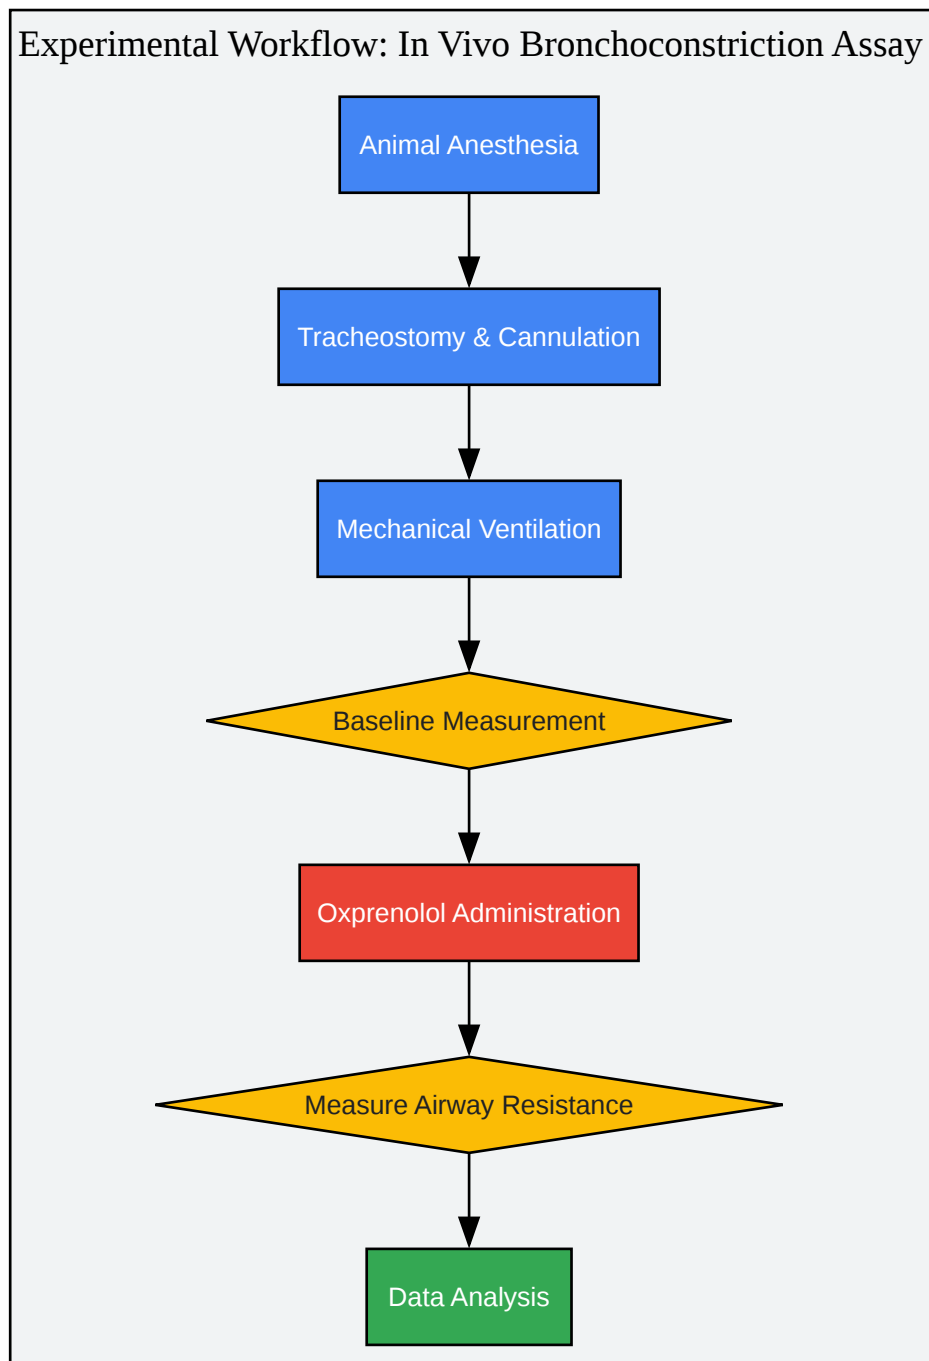 Experimental Workflow: In Vivo Bronchoconstriction Assay
Animal Anesthesia
Tracheostomy & Cannulation
Mechanical Ventilation
Baseline Measurement
Oxprenolol Administration
Measure Airway Resistance
Data Analysis